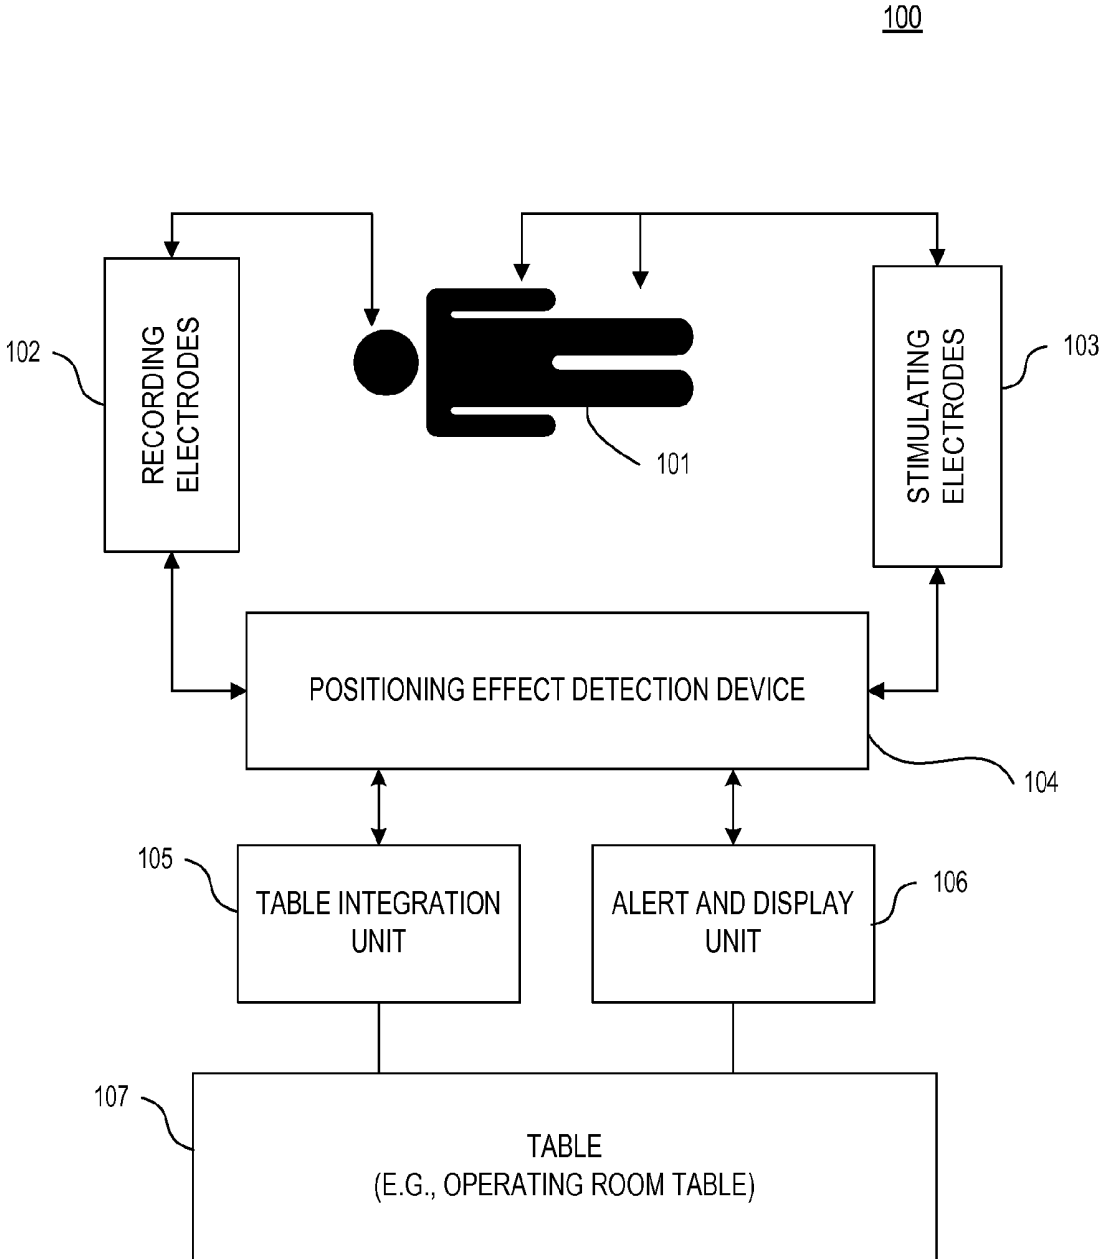 100
102
RECORDING
ELECTRODES
101
STIMULATING
ELECTRODES
103
POSITIONING EFFECT DETECTION DEVICE
104
105
TABLE INTEGRATION
UNIT
ALERT AND DISPLAY
UNIT
106
107
TABLE
(E.G., OPERATING ROOM TABLE)